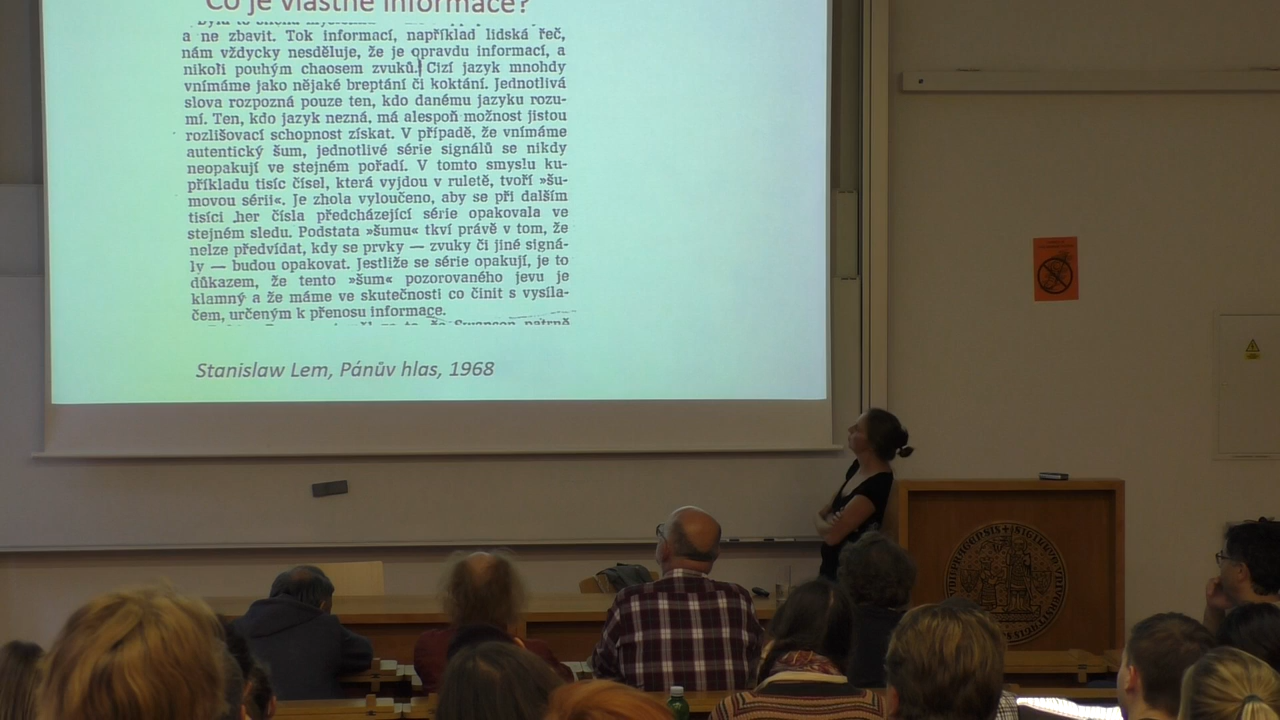 Co je vlastně informace?
a ne zbavit. Tok informací, například lidská řeč,
nám vždycky nesděluje, že je opravdu informací, a
nikoli pouhým chaosem zvuků. Cizí jazyk mnohdy
vnímáme jako nějaké breptání či koktání. Jednotlivá
slova rozpozná pouze ten, kdo danému jazyku rozu-
mí. Ten, kdo jazyk nezná, má alespoň možnost jistou
rozlišovací schopnost získat. V případě, že vnímáme
autentický šum, jednotlivé série signálů se nikdy
neopakují ve stejném pořadí. V tomto smyslu ku-
příkladu tisíc čísel, která vyjdou v ruletě, tvoří »šu-
movou sérii«. Je zhola vyloučeno, aby se při dalším
tisíci her čísla předcházející série opakovala ve
stejném sledu. Podstata »šumu« tkví právě v tom, že
nelze předvídat, kdy se prvky — zvuky či jiné signá-
ly — budou opakovat. Jestliže se série opakují, je to
důkazem, že tento »šum« pozorovaného jevu je
klamný a že máme ve skutečnosti co činit s vysíla-
čem, určeným k přenosu informace.
Stanislaw Lem, Pánův hlas, 1968